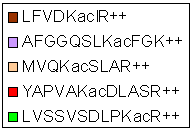 LFVDKacIR++
AFGGQSLKacFGK++
MVQKacSLAR++
YAPVAKacDLASR++
LVSSVSDLPKacR++